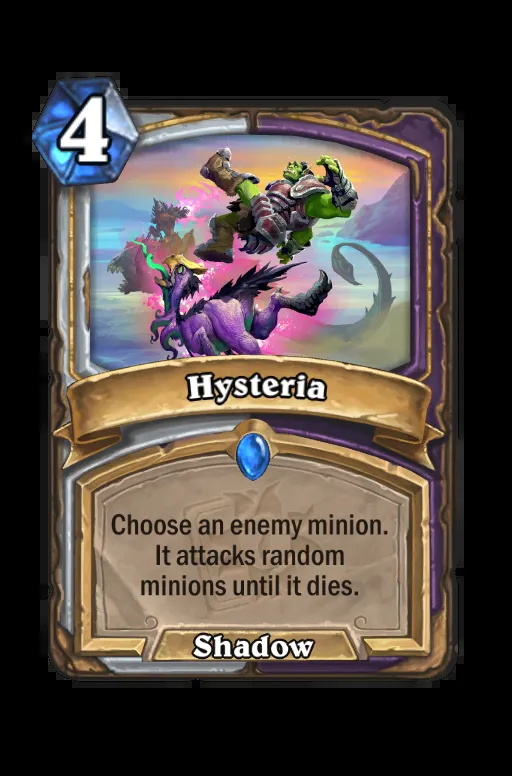 4
Hysteria
Choose an enemy minion.
It attacks random
minions until it dies.
Shadow